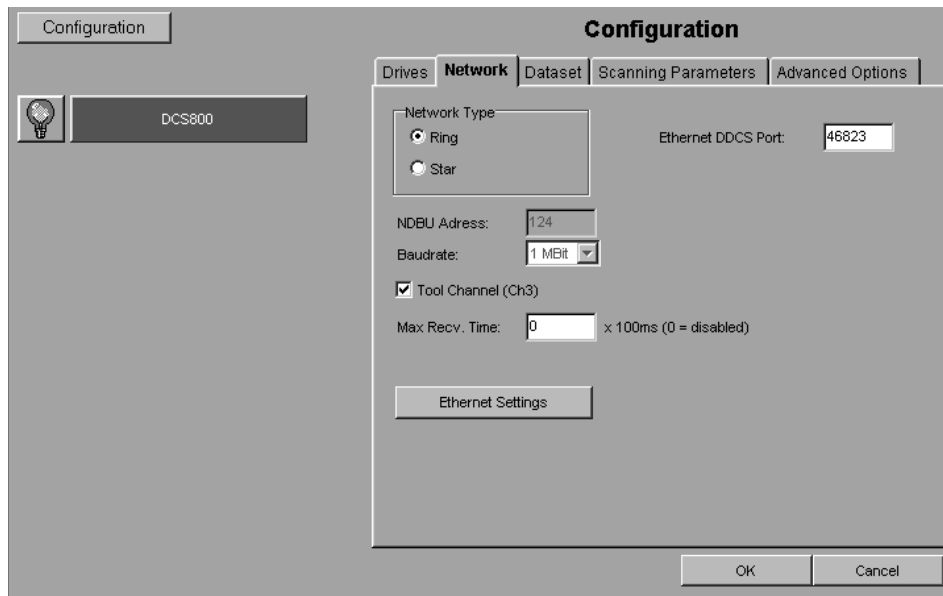 Configuration
DCS800
Configuration
Drives Network Dataset Scanning Parameters Advanced Options
Network Type
Ring
Star
Ethernet DDCS Port: 46823
NDBU Adress: 124
Baudrate: 1 MBit
Tool Channel (Ch3)
Max Recv. Time: 0 x 100ms (0 = disabled)
Ethernet Settings
OK Cancel